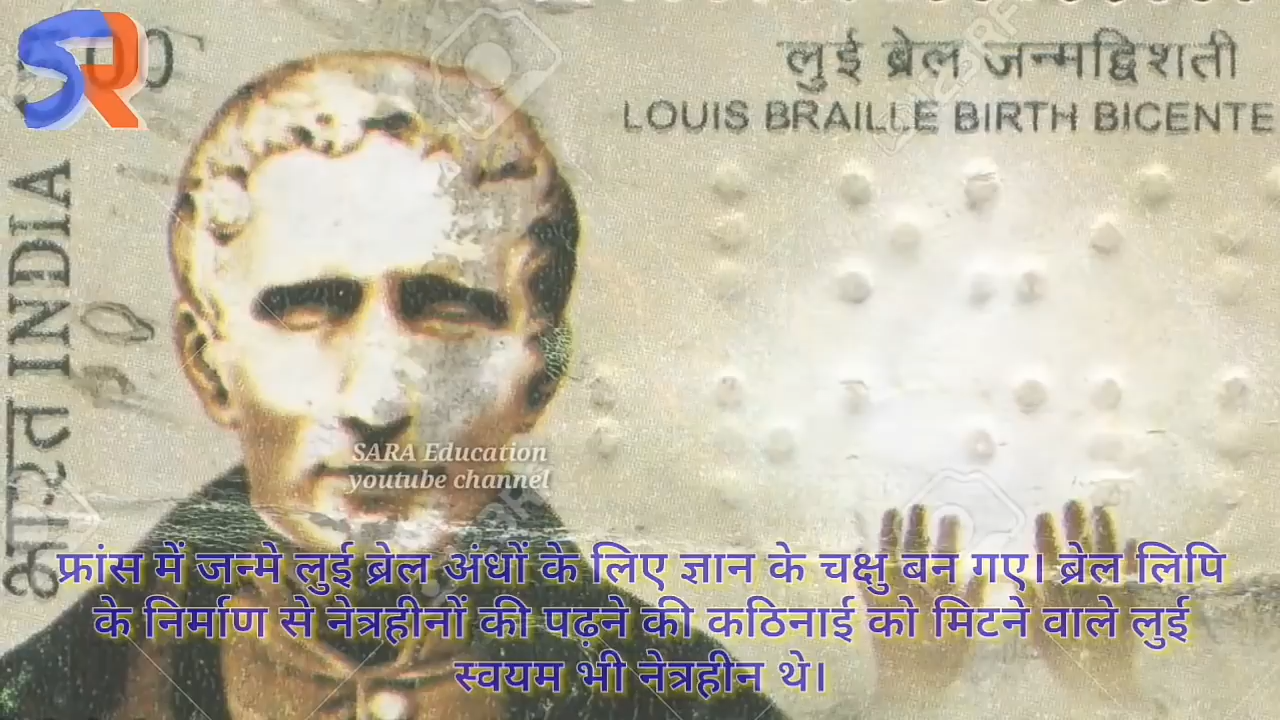 SR
लुई ब्रेल जन्मद्विशती
LOUIS BRAILLE BIRTH BICENTE
भारत INDIA
SARA Education
youtube channel
फ्रांस में जन्मे लुई ब्रेल अंधों के लिए ज्ञान के चक्षु बन गए। ब्रेल लिपि
के निर्माण से नेत्रहीनों की पढ़ने की कठिनाई को मिटने वाले लुई
स्वयम भी नेत्रहीन थे।